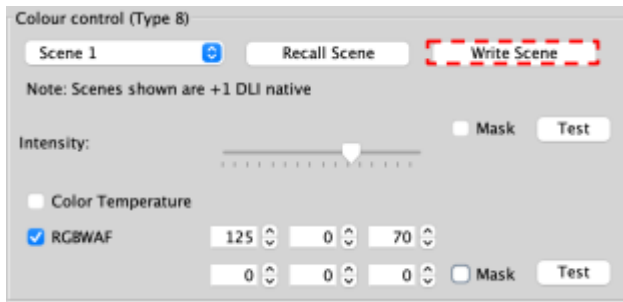 Colour control (Type 8)
Scene 1 Recall Scene Write Scene
Note: Scenes shown are +1 DLI native
Mask Test
Intensity:
Color Temperature
RGBWAF 125 0 70
0 0 0 Mask Test